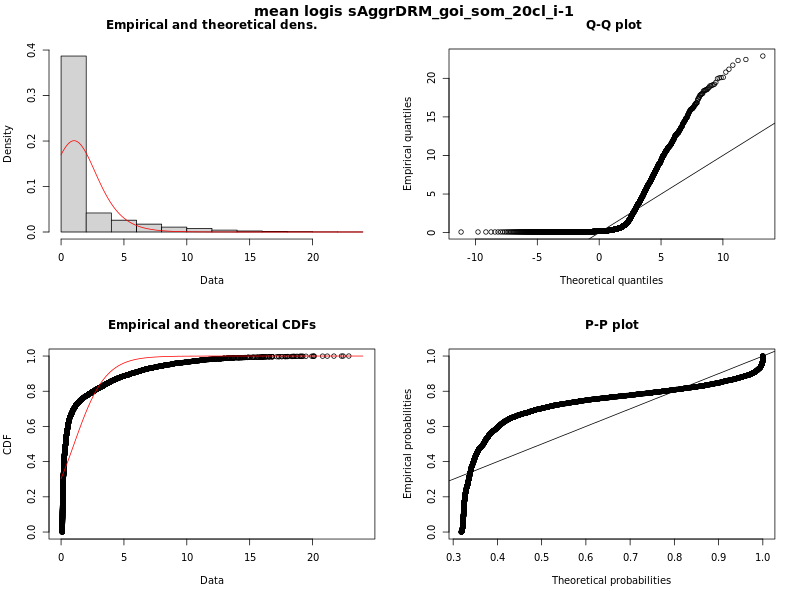 mean logis sAggrDRM_goi_som_20cl_i-1
Empirical and theoretical dens.
Density
0.0 0.1 0.2 0.3 0.4
0 5 10 15 20
Data
Q-Q plot
Empirical quantiles
0 5 10 15 20
-10 -5 0 5 10
Theoretical quantiles
Empirical and theoretical CDFs
CDF
0.0 0.2 0.4 0.6 0.8 1.0
0 5 10 15 20
Data
P-P plot
Empirical probabilities
0.0 0.2 0.4 0.6 0.8 1.0
0.3 0.4 0.5 0.6 0.7 0.8 0.9 1.0
Theoretical probabilities